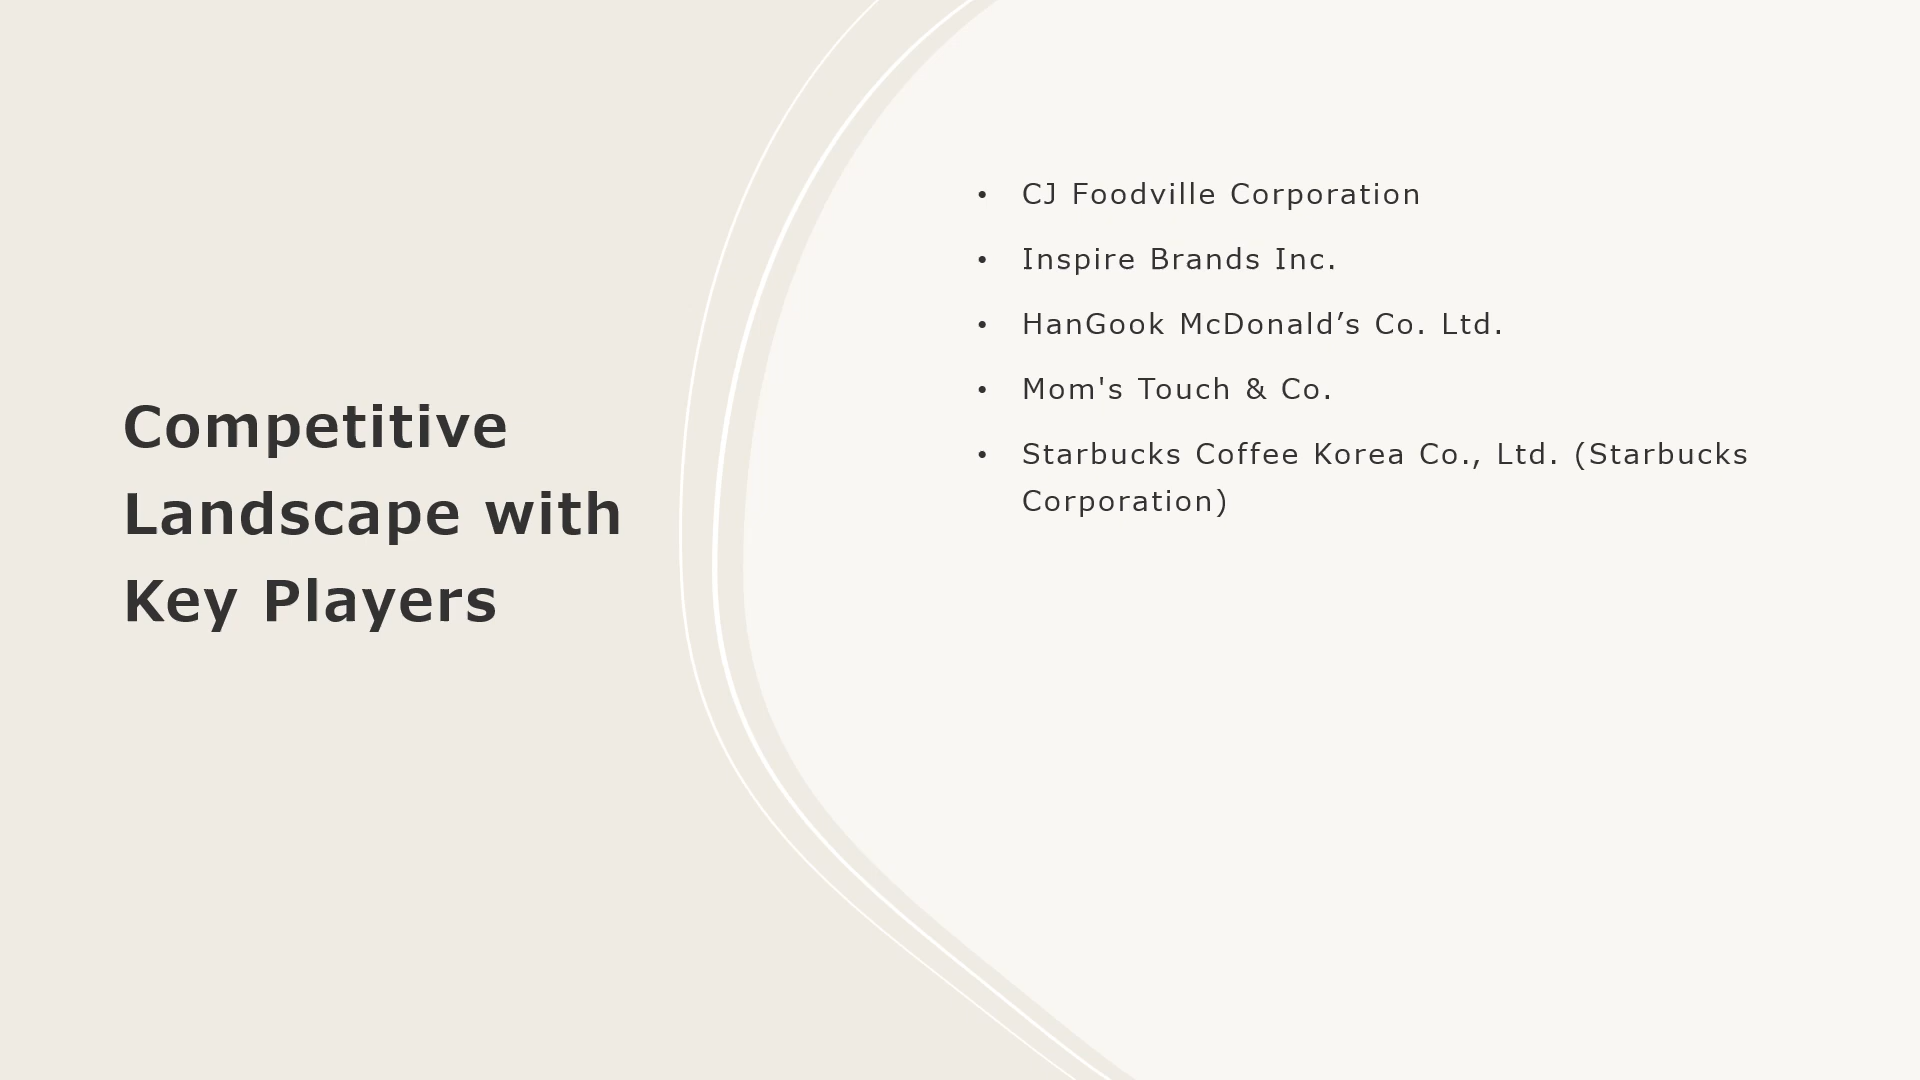 Competitive
Landscape with
Key Players
• CJ Foodville Corporation
• Inspire Brands Inc.
• HanGook McDonald’s Co. Ltd.
• Mom's Touch & Co.
• Starbucks Coffee Korea Co., Ltd. (Starbucks
Corporation)